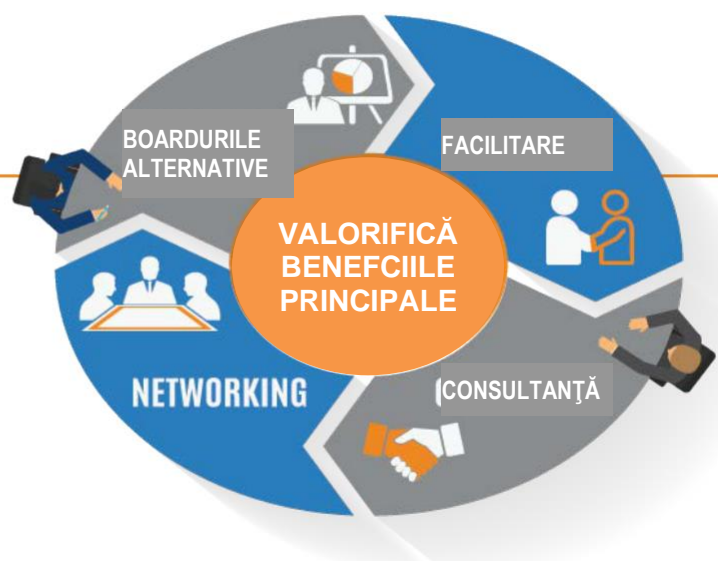 BOARDURILE
ALTERNATIVE
FACILITARE
VALORIFICĂ
BENEFCIILE
PRINCIPALE
NETWORKING
CONSULTANŢĂ